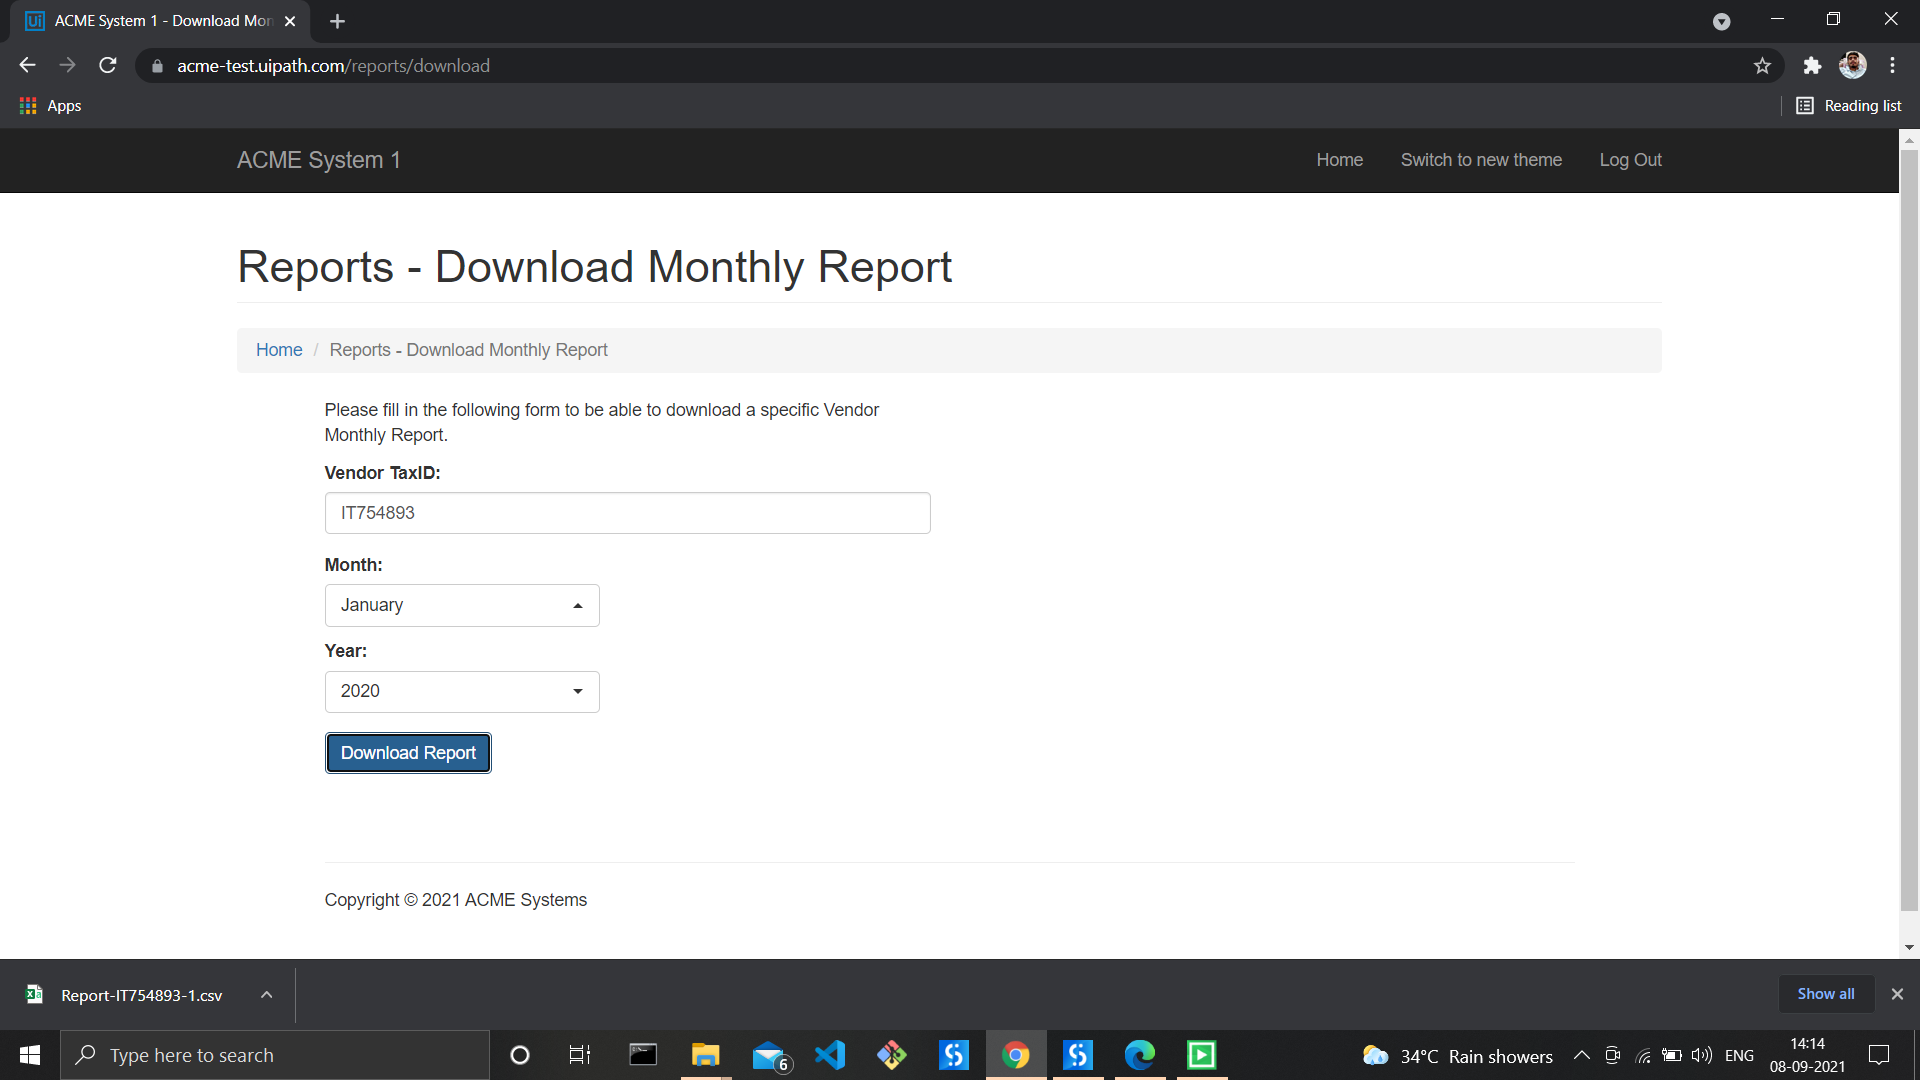 ACME System 1 - Download Mon
acme-test.uipath.com/reports/download
Apps
Reading list
ACME System 1
Home
Switch to new theme
Log Out
Reports - Download Monthly Report
Home / Reports - Download Monthly Report
Please fill in the following form to be able to download a specific Vendor
Monthly Report.
Vendor TaxID:
IT754893
Month:
January
Year:
2020
Download Report
Copyright © 2021 ACME Systems
Report-IT754893-1.csv
Show all
Type here to search
6
34°C Rain showers
ENG
14:14
08-09-2021